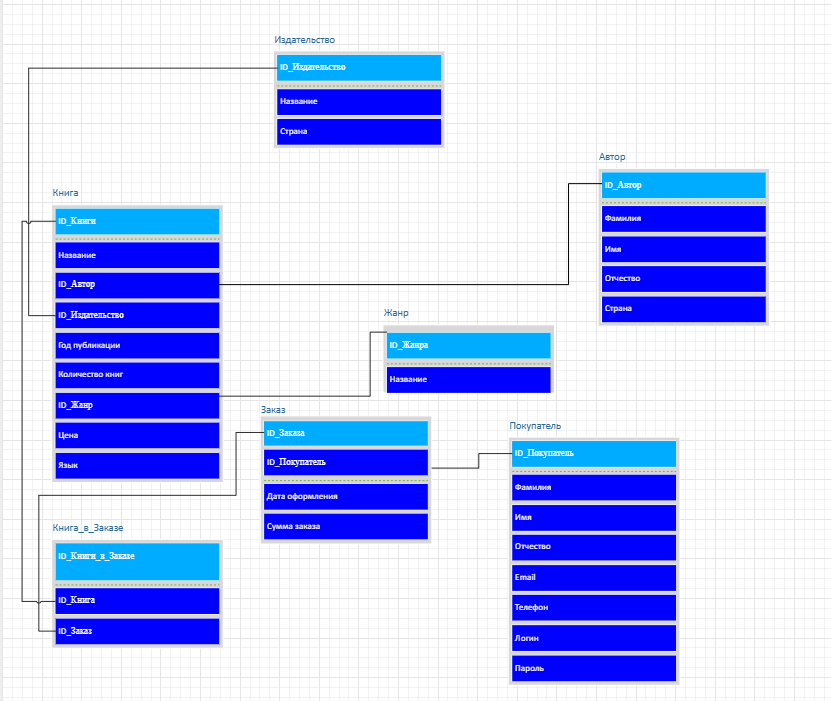 Издательство
ID_Издательство
Название
Страна
Автор
ID_Автор
Фамилия
Имя
Отчество
Страна
Книга
ID_Книги
Название
ID_Автор
ID_Издательство
Год публикации
Количество книг
ID_Жанр
Цена
Язык
Жанр
ID_Жанра
Название
Заказ
ID_Заказа
ID_Покупатель
Дата оформления
Сумма заказа
Покупатель
ID_Покупатель
Фамилия
Имя
Отчество
Email
Телефон
Логин
Пароль
Книга_в_Заказе
ID_Книги_в_Заказе
ID_Книга
ID_Заказ